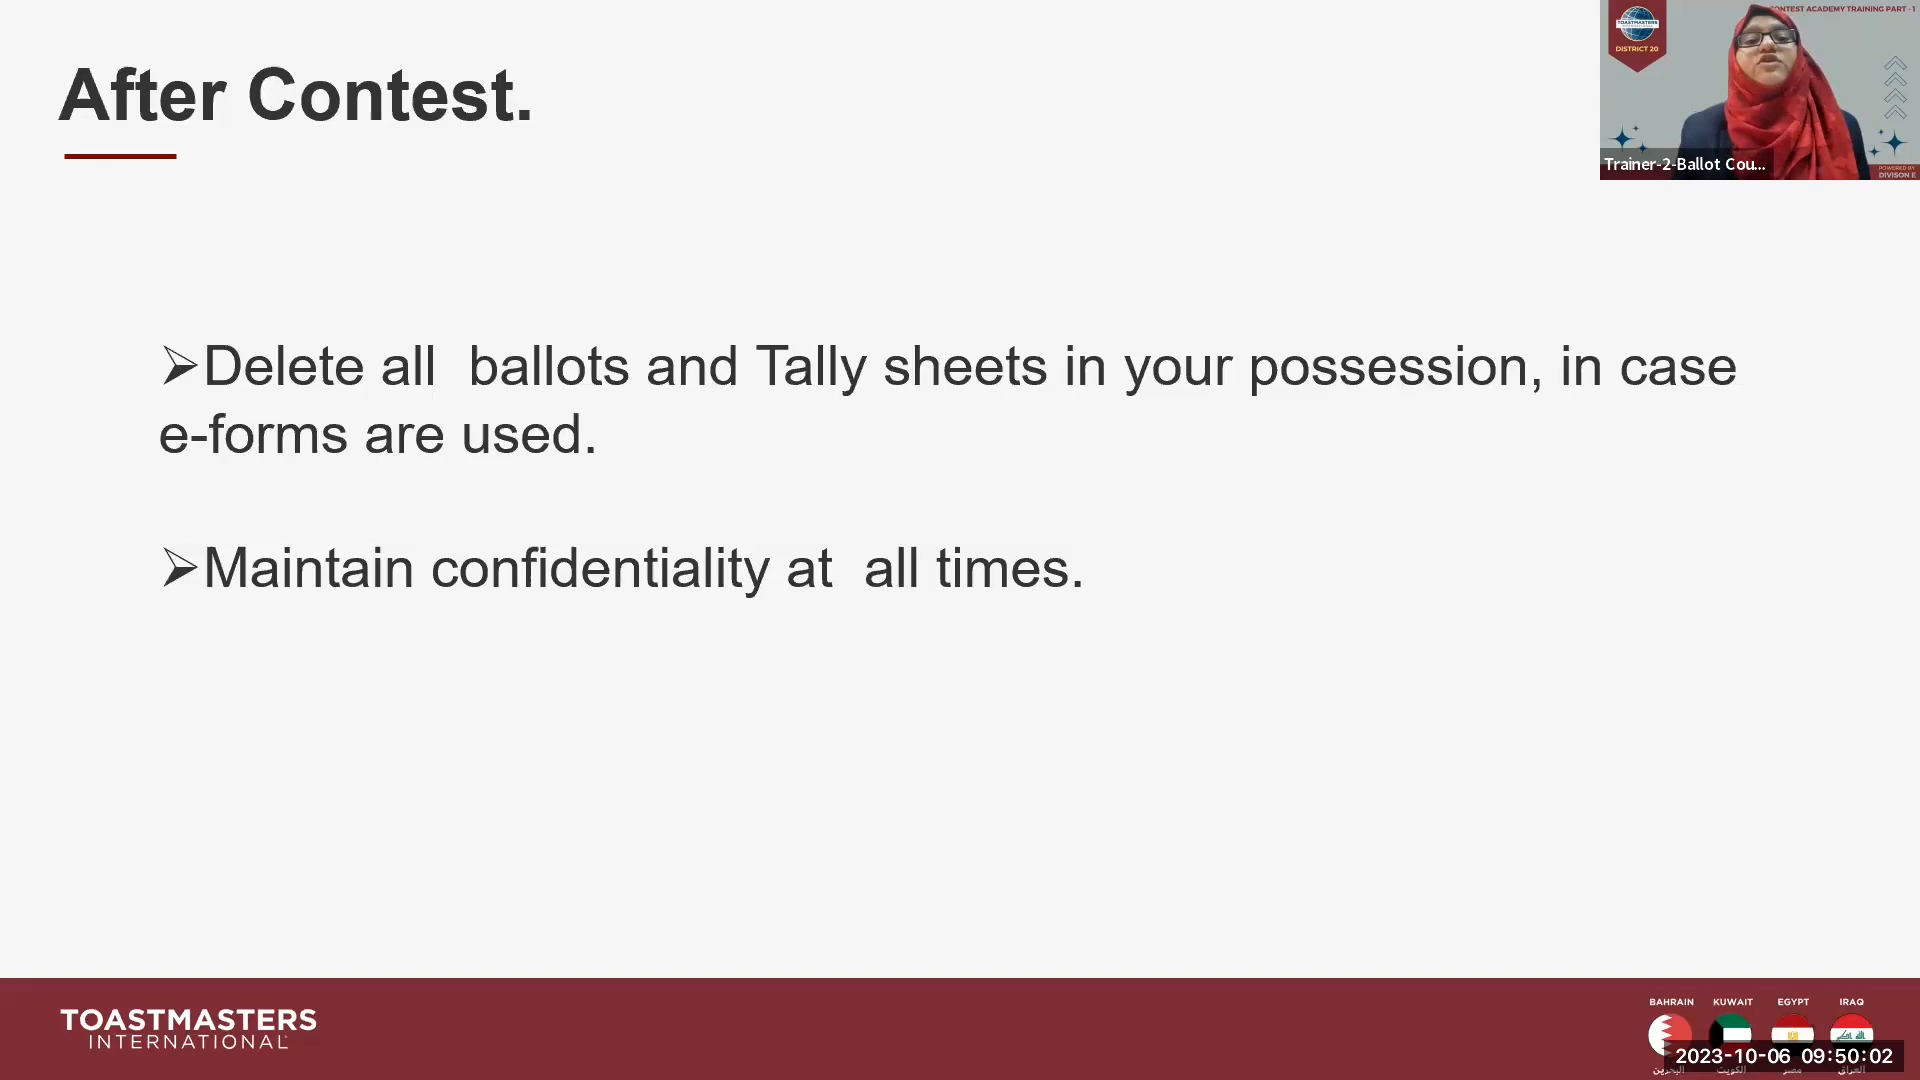 After Contest.
CONTEST ACADEMY TRAINING PART - 1
TOASTMASTERS
INTERNATIONAL
DISTRICT 20
Trainer-2-Ballot Cou...
POWERED BY
DIVISON E
➢Delete all  ballots and Tally sheets in your possession, in case
e-forms are used.
➢Maintain confidentiality at  all times.
TOASTMASTERS
INTERNATIONAL
BAHRAIN KUWAIT EGYPT IRAQ
2023-10-06 09:50:02
البحرين الكويت مصر العراق